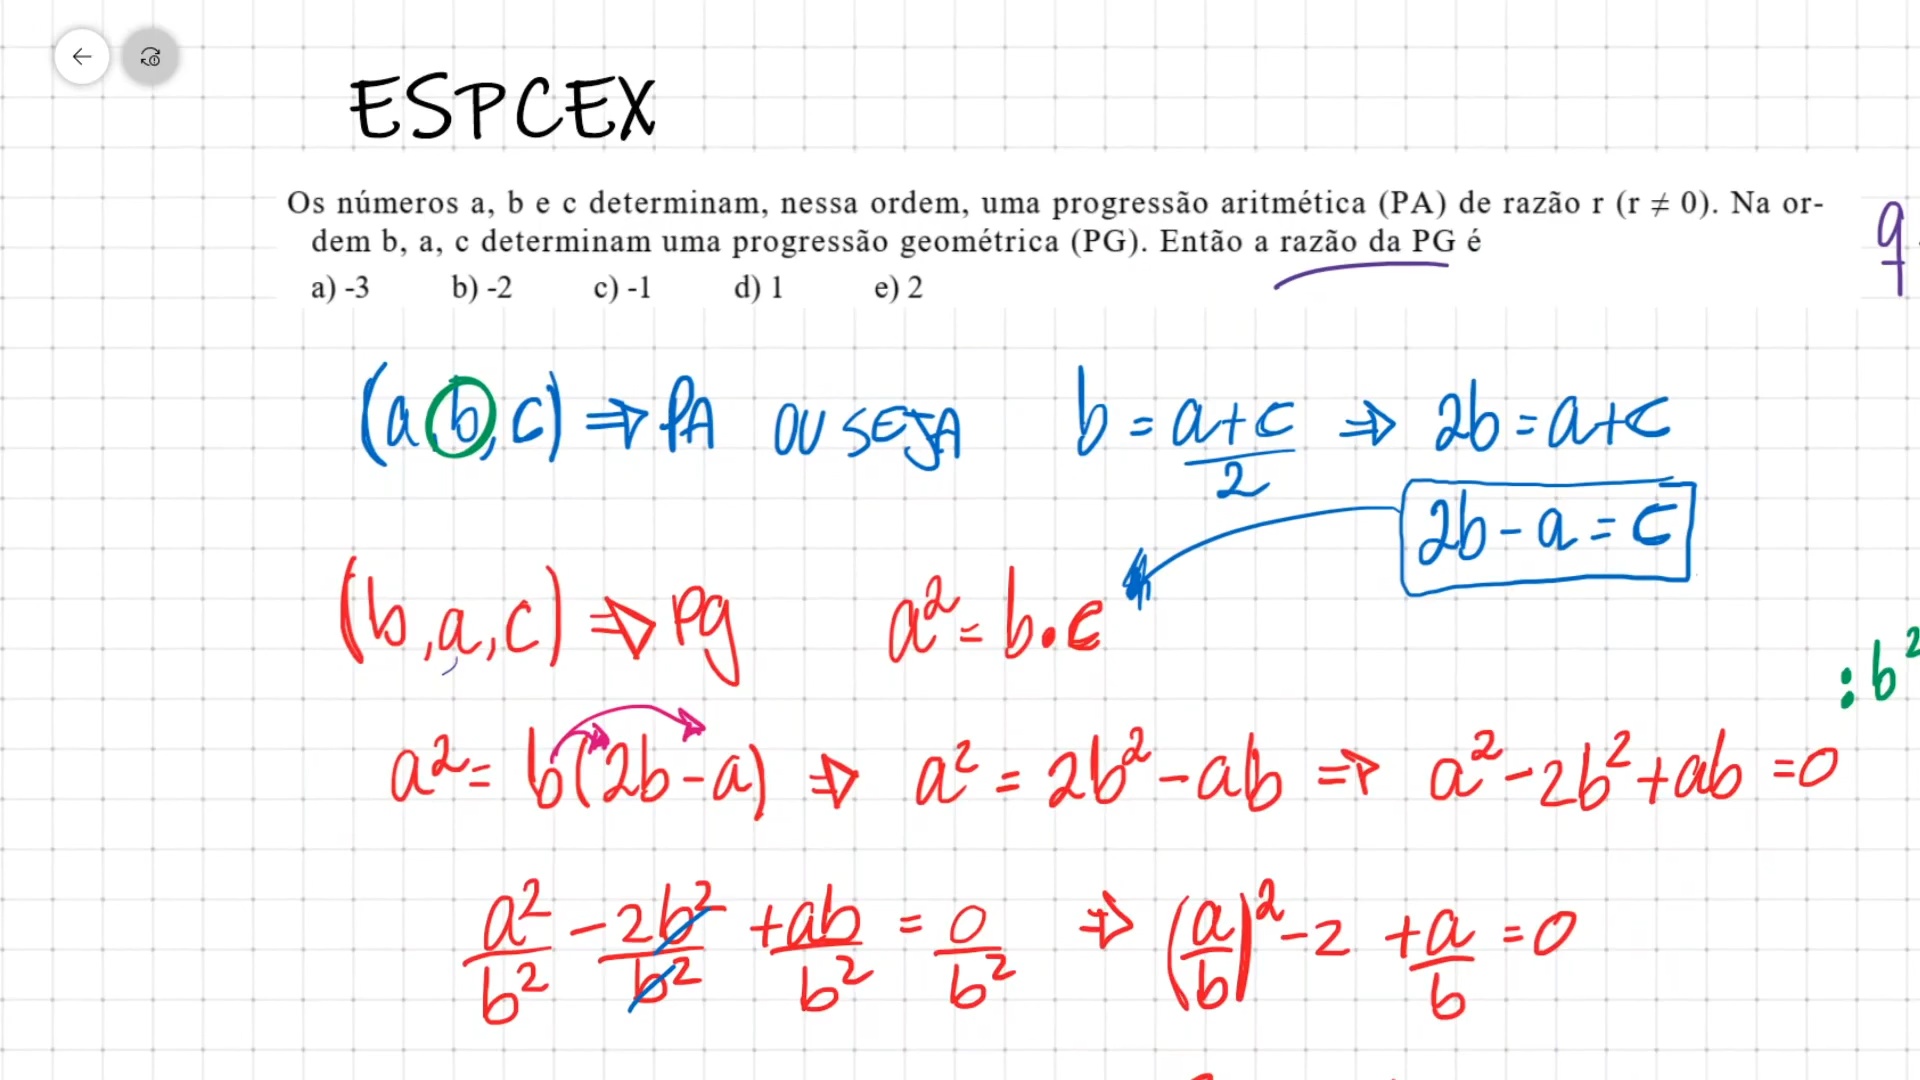 ESPCEX
Os números a, b e c determinam, nessa ordem, uma progressão aritmética (PA) de razão r (r ≠ 0). Na or-
dem b, a, c determinam uma progressão geométrica (PG). Então a razão da PG é
q
a) -3 b) -2 c) -1 d) 1 e) 2
(a, b, c) ⇒ PA OU SEJA b = a+c/2 ⇒ 2b = a+c
2b - a = c
(b, a, c) ⇒ PG a² = b · c
: b²
a² = b(2b - a) ⇒ a² = 2b² - ab ⇒ a² - 2b² + ab = 0
a²/b² - 2b²/b² + ab/b² = 0/b² ⇒ (a/b)² - 2 + a/b = 0